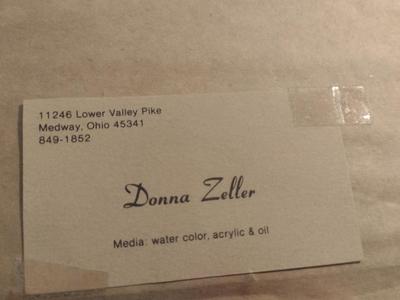 11246 Lower Valley Pike
Medway, Ohio 45341
849-1852
Donna Zeller
Media: water color, acrylic & oil